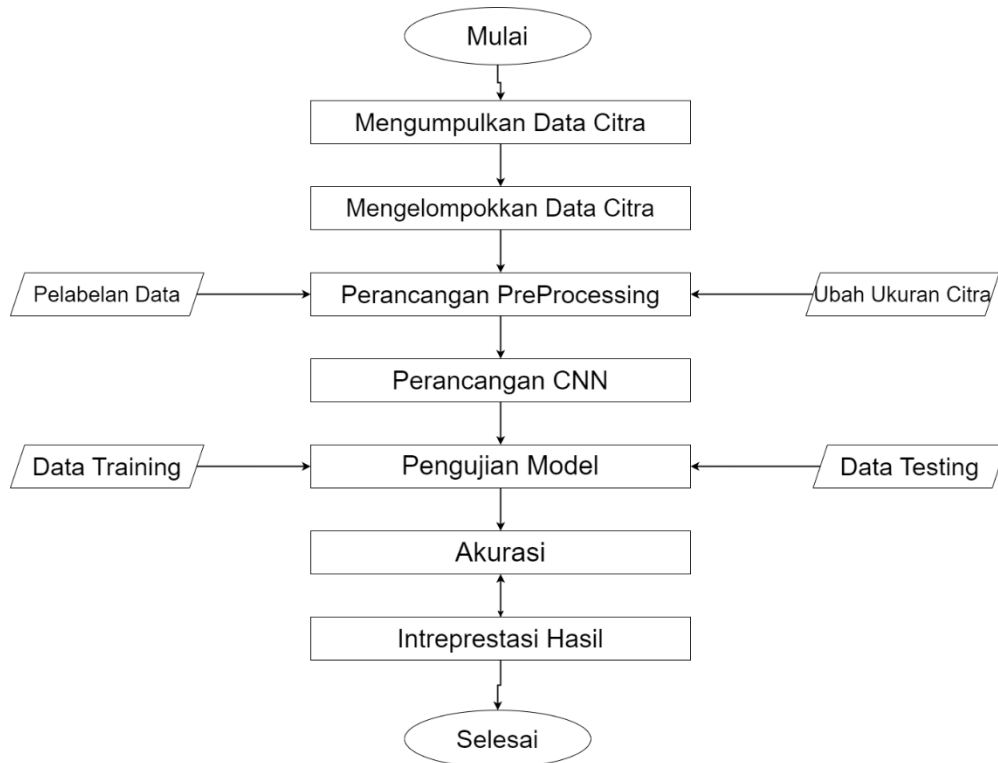 Mulai
Mengumpulkan Data Citra
Mengelompokkan Data Citra
Pelabelan Data
Perancangan PreProcessing
Ubah Ukuran Citra
Perancangan CNN
Data Training
Pengujian Model
Data Testing
Akurasi
Intreprestasi Hasil
Selesai